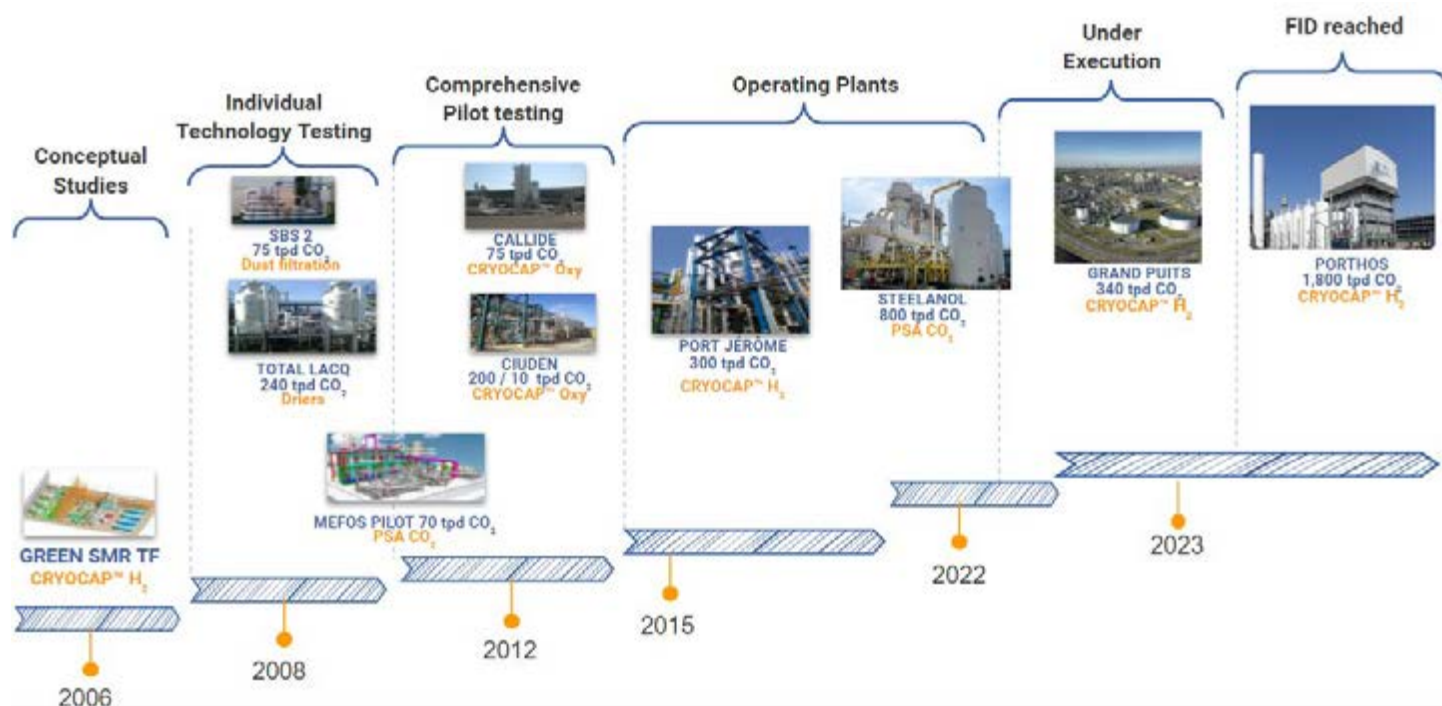 Conceptual
Studies
GREEN SMR TF
CRYOCAP™ H₂
2006
Individual
Technology Testing
SBS 2
75 tpd CO₂
Dust filtration
TOTAL LACQ
240 tpd CO₂
Driers
2008
MEFOS PILOT 70 tpd CO₂
PSA CO₂
Comprehensive
Pilot testing
CALLIDE
75 tpd CO₂
CRYOCAP™ Oxy
CIUDEN
200 / 10 tpd CO₂
CRYOCAP™ Oxy
2012
Operating Plants
PORT JÉRÔME
300 tpd CO₂
CRYOCAP™ H₂
2015
STEELANOL
800 tpd CO₂
PSA CO₂
2022
Under
Execution
GRAND PUITS
340 tpd CO₂
CRYOCAP™ H₂
2023
FID reached
PORTHOS
1,800 tpd CO₂
CRYOCAP™ H₂